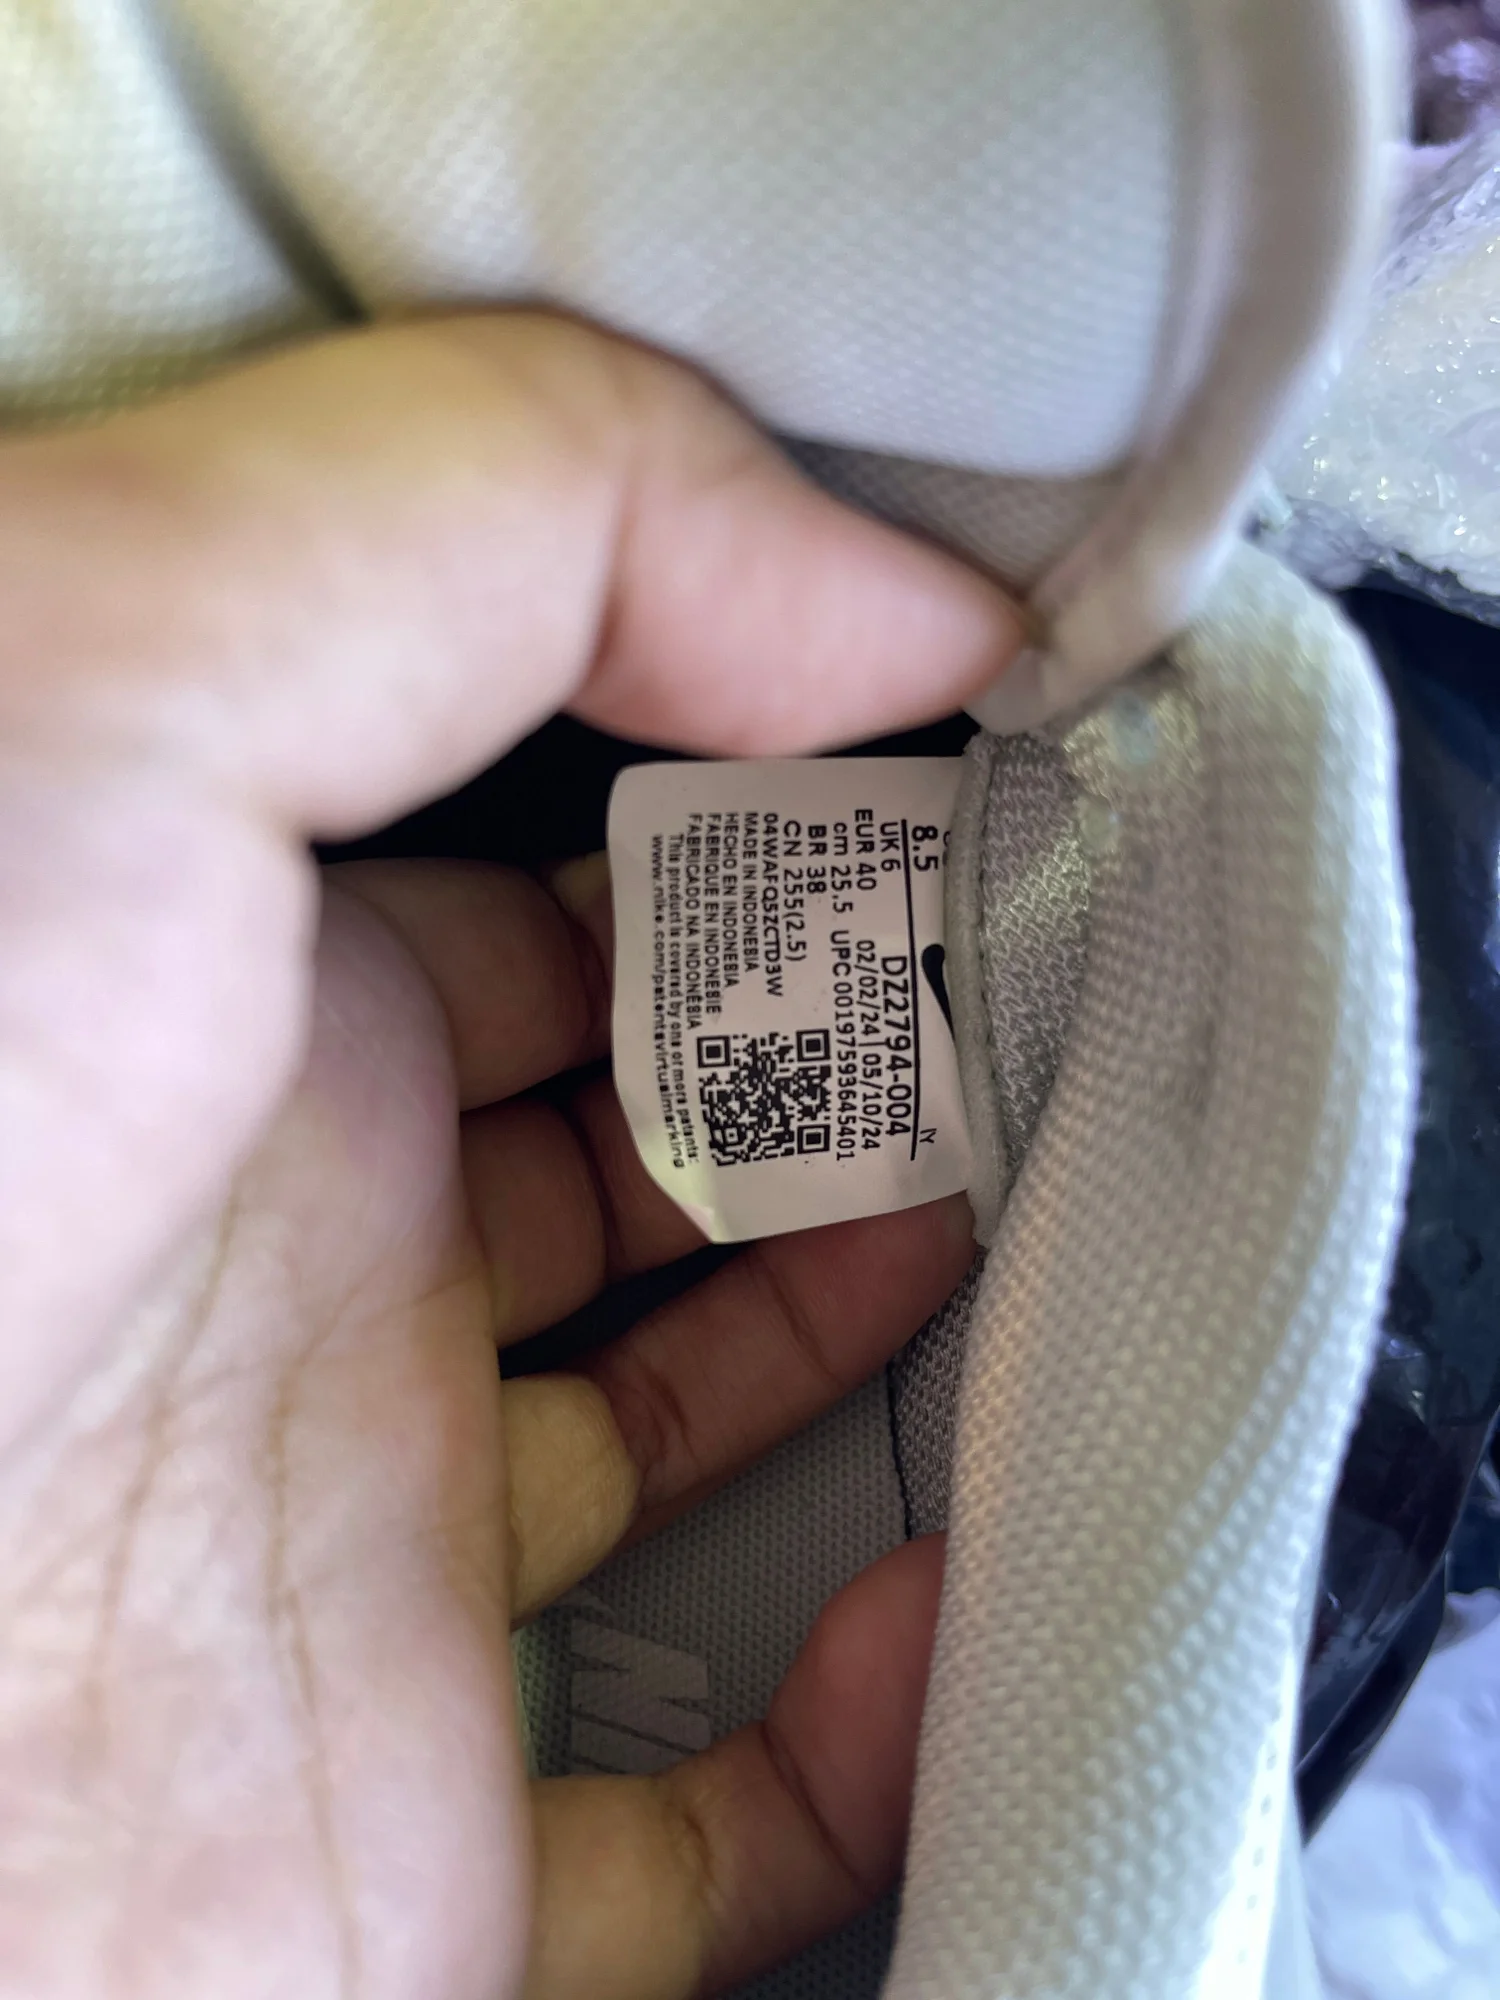 8.5
IY
UK 6
DZ2794-004
EUR 40
02/02/24|05/10/24
cm 25.5
UPC 00197593645401
BR 38
CN 255(2.5)
04WAFQ5ZCTD3W
MADE IN INDONESIA
HECHO EN INDONESIA
FABRIQUE EN INDONESIE
FABRICADO NA INDONÉSIA
This product is covered by one or more patents:
www.nike.com/patentsvirtualmarking